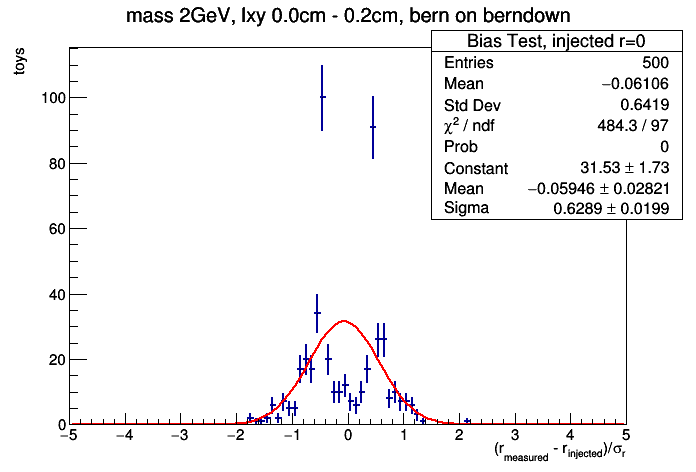 mass 2GeV, lxy 0.0cm - 0.2cm, bern on berndown
Bias Test, injected r=0
Entries 500
Mean −0.06106
Std Dev 0.6419
χ² / ndf 484.3 / 97
Prob 0
Constant 31.53 ± 1.73
Mean −0.05946 ± 0.02821
Sigma 0.6289 ± 0.0199
toys
100
80
60
40
20
0
−5 −4 −3 −2 −1 0 1 2 3 4 5
(r_measured - r_injected)/σ_r